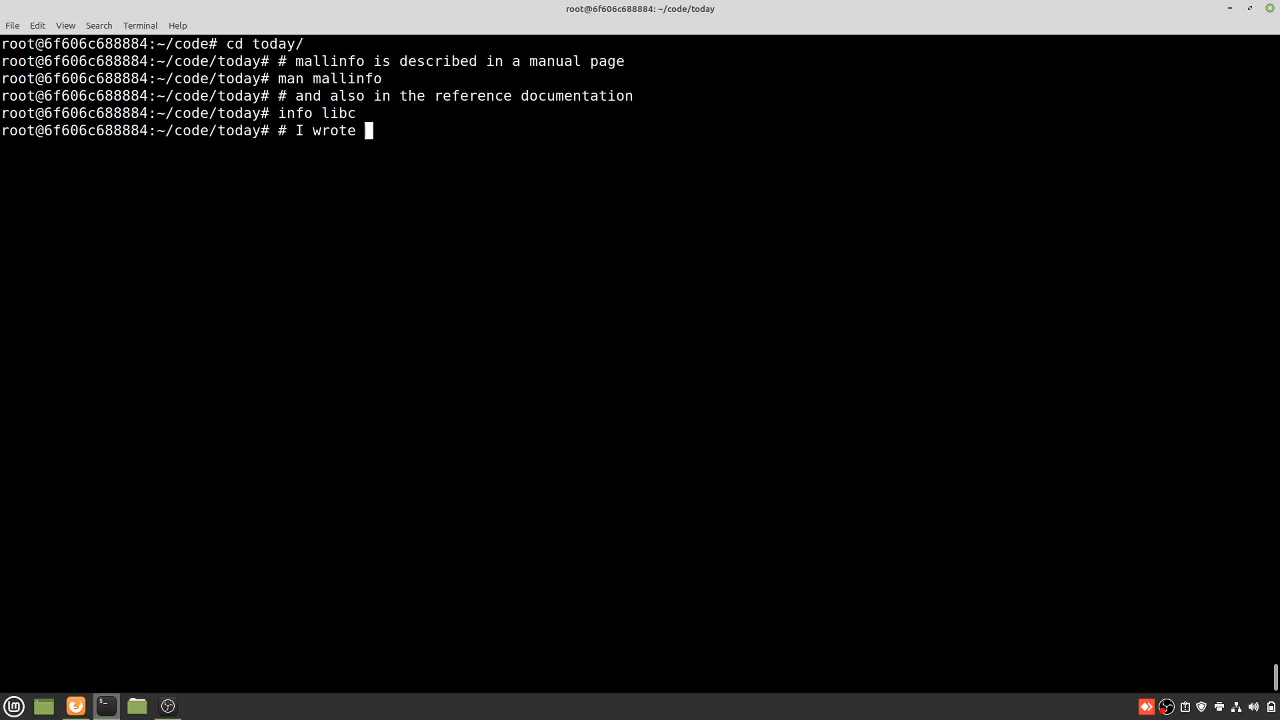 root@6f606c688884: ~/code/today
File Edit View Search Terminal Help
root@6f606c688884:~/code# cd today/
root@6f606c688884:~/code/today# # mallinfo is described in a manual page
root@6f606c688884:~/code/today# man mallinfo
root@6f606c688884:~/code/today# # and also in the reference documentation
root@6f606c688884:~/code/today# info libc
root@6f606c688884:~/code/today# # I wrote